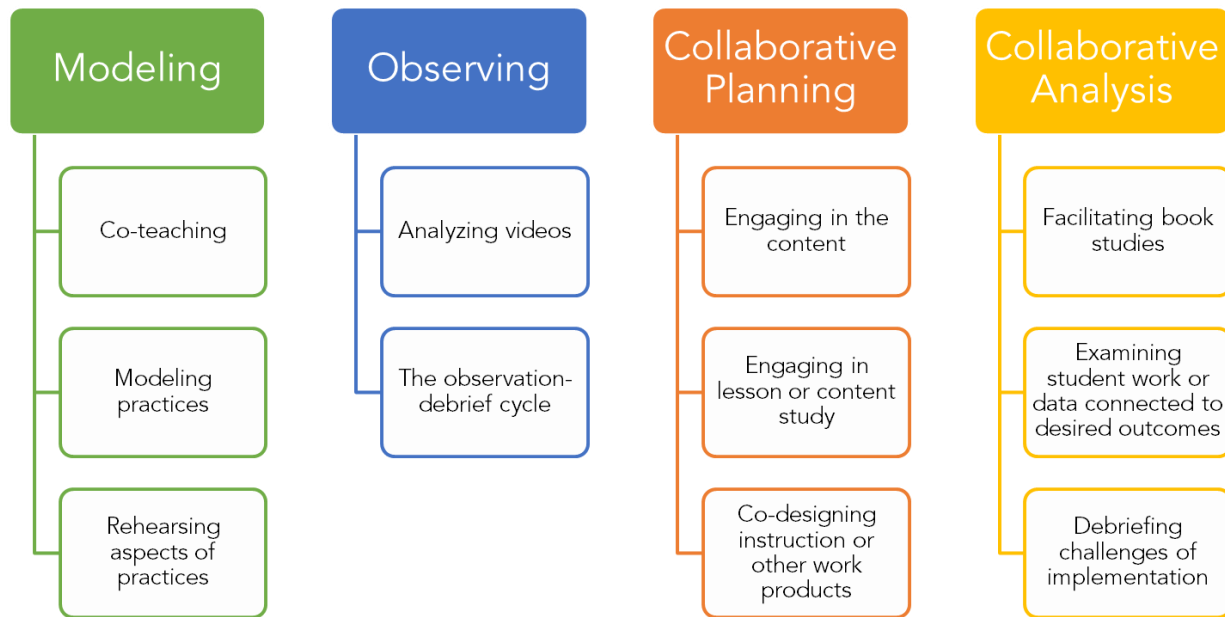 Modeling
Co-teaching
Modeling
practices
Rehearsing
aspects of
practices
Observing
Analyzing videos
The observation-
debrief cycle
Collaborative
Planning
Engaging in the
content
Engaging in
lesson or content
study
Co-designing
instruction or
other work
products
Collaborative
Analysis
Facilitating book
studies
Examining
student work or
data connected to
desired outcomes
Debriefing
challenges of
implementation